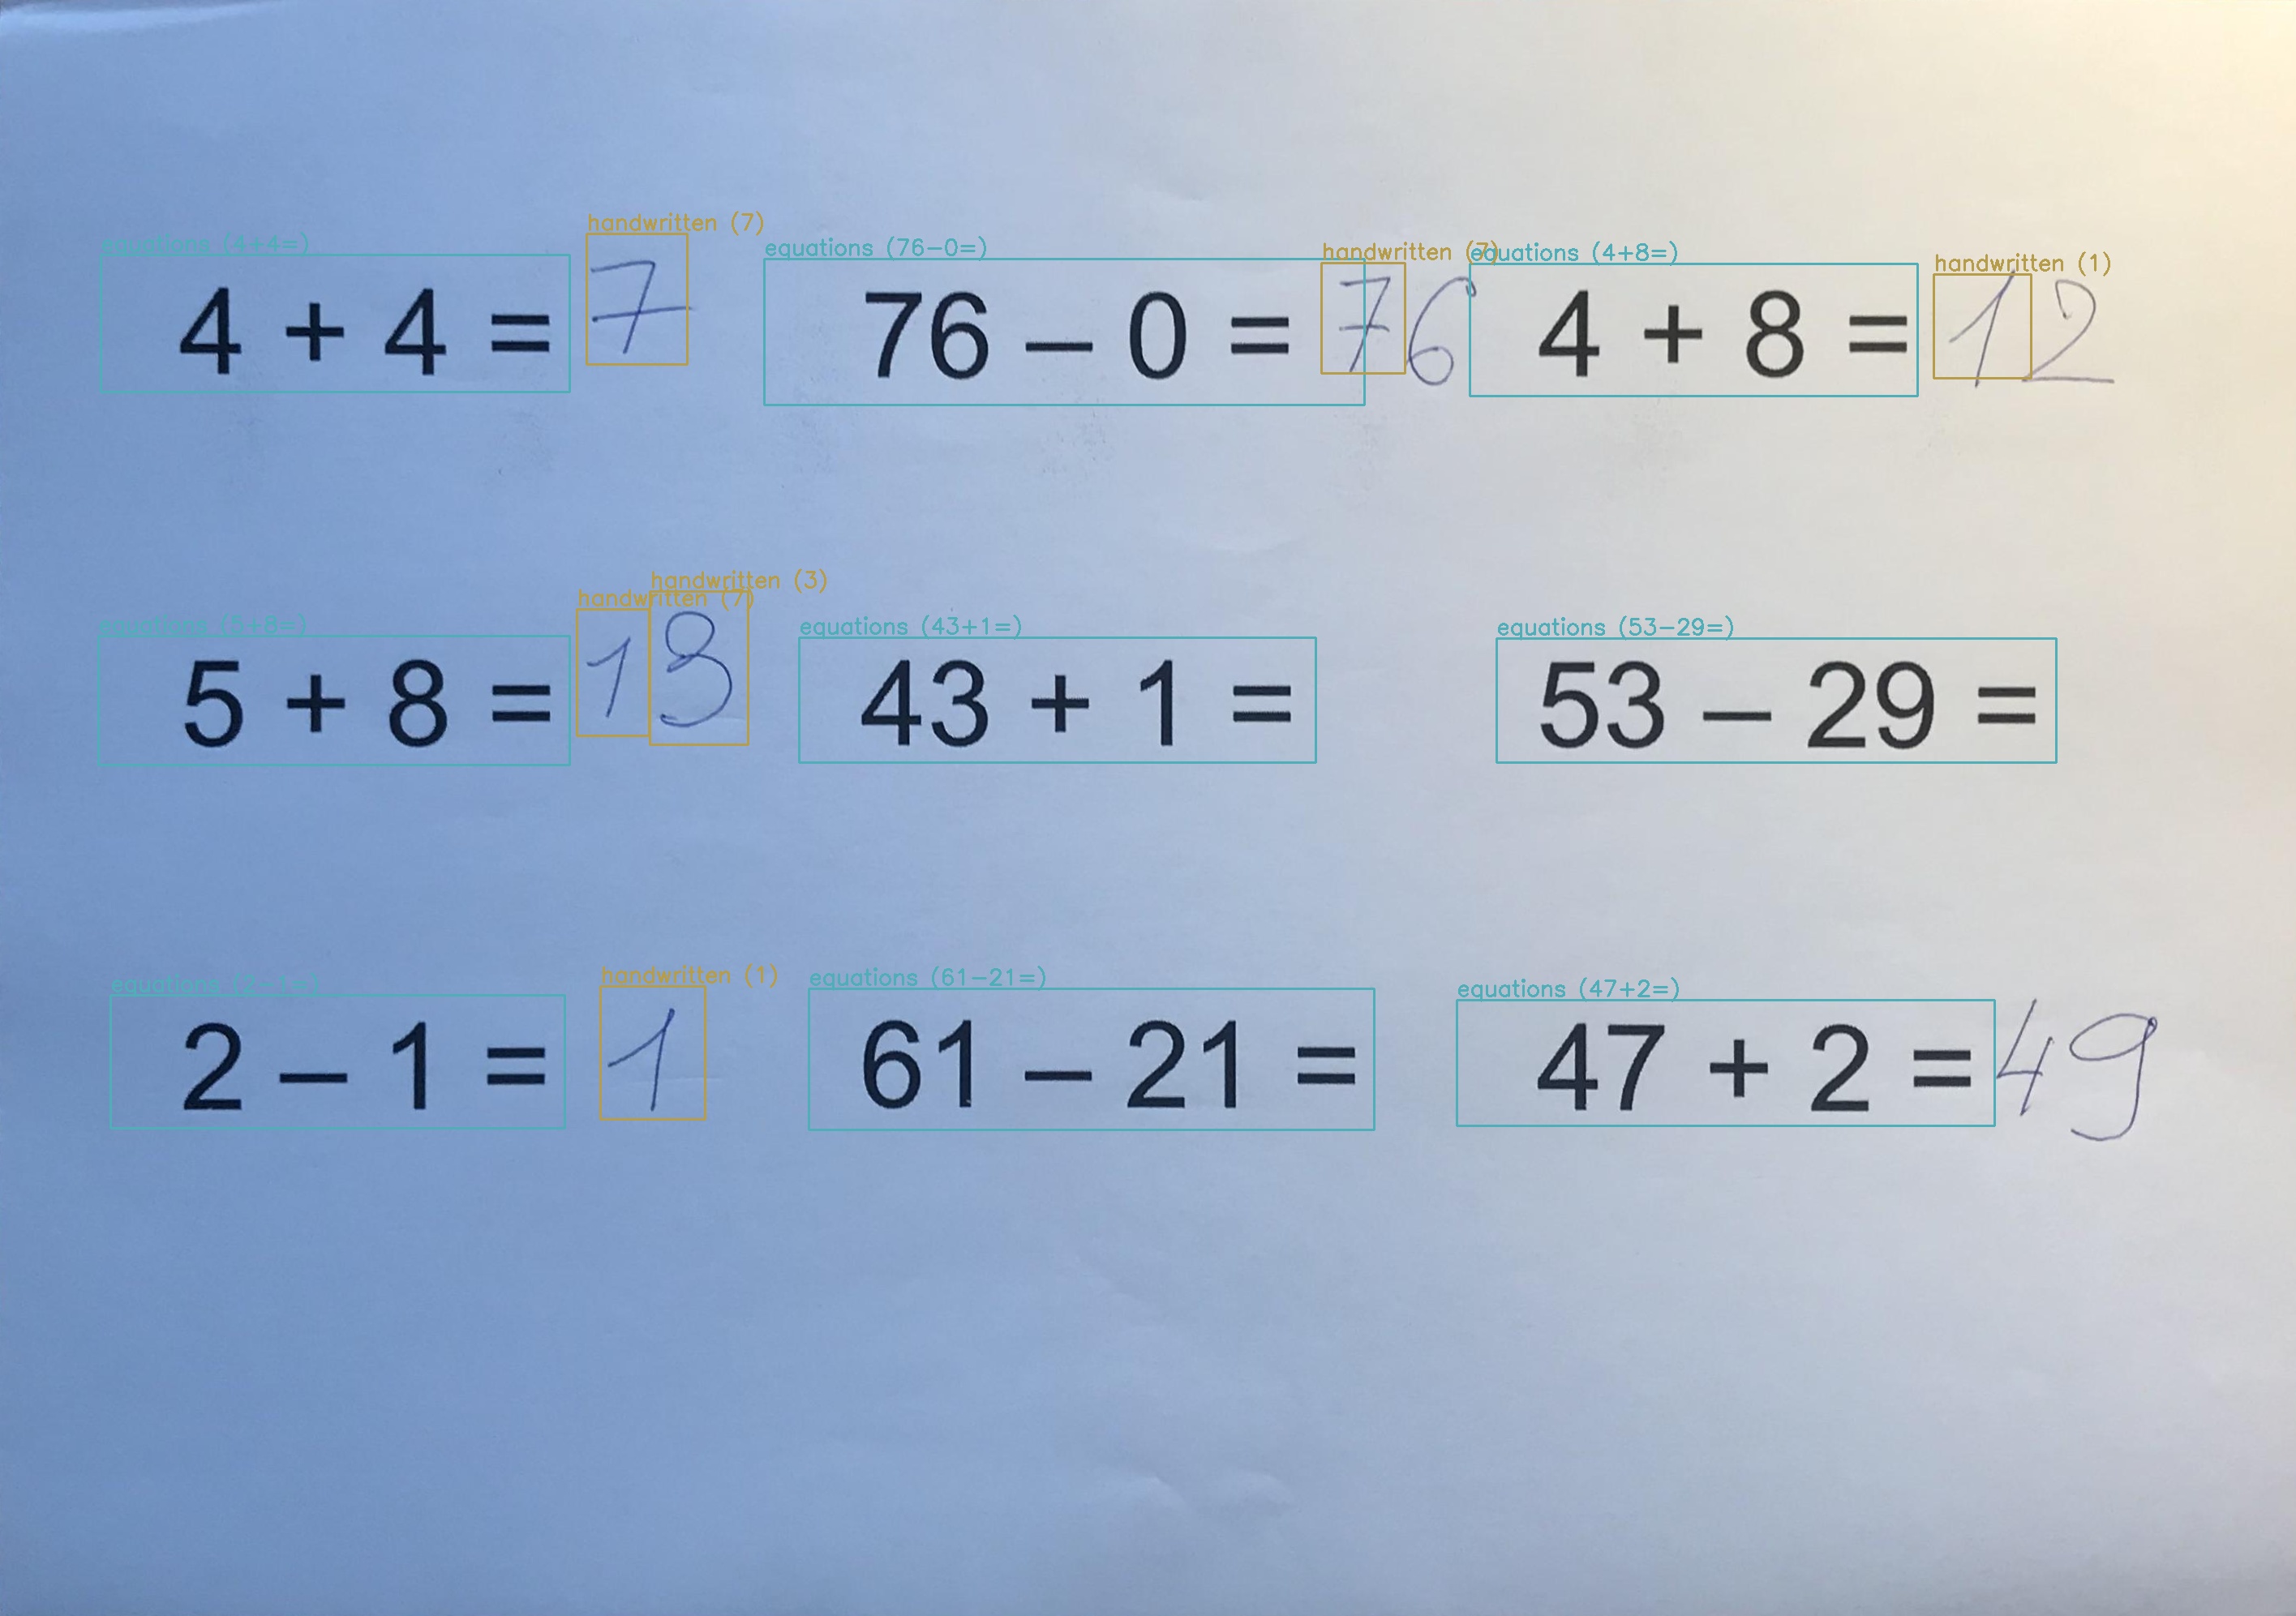 handwritten (7)
equations (4+4=) equations (76-0=) handwritten (7) equations (4+8=) handwritten (1)
4 + 4 = 7 76 – 0 = 76 4 + 8 = 12
handwritten (3)
handwritten (7)
equations (5+8=) equations (43+1=) equations (53-29=)
5 + 8 = 13 43 + 1 = 53 – 29 =
equations (2-1=) handwritten (1) equations (61-21=) equations (47+2=)
2 – 1 = 1 61 – 21 = 47 + 2 = 49